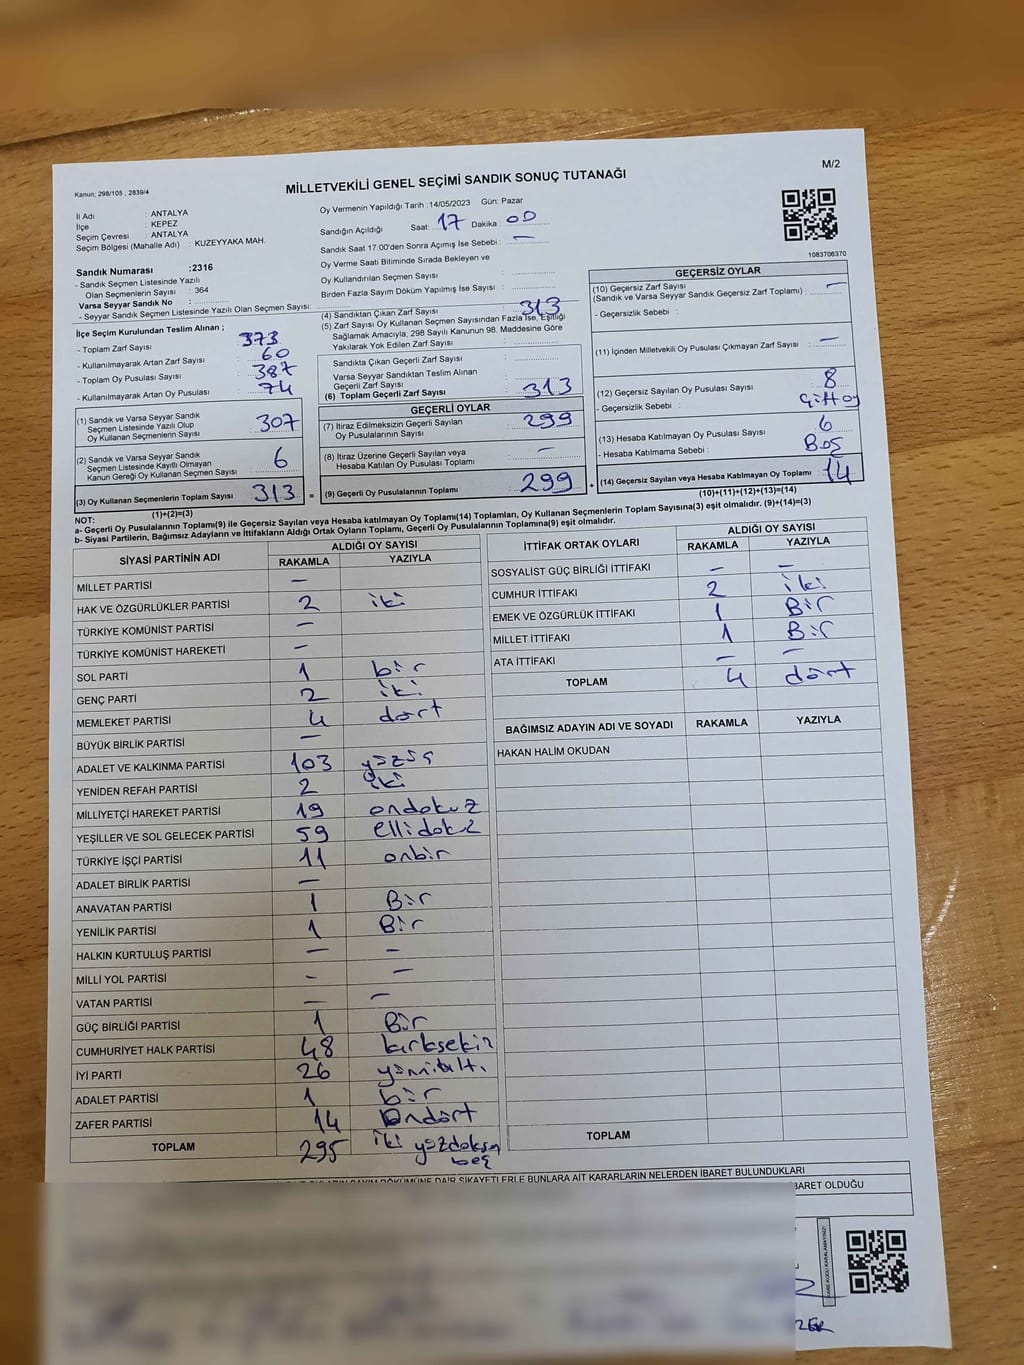 Kanun: 298/105 , 2839/4
M/2
MİLLETVEKİLİ GENEL SEÇİMİ SANDIK SONUÇ TUTANAĞI
İl Adı : ANTALYA
İlçe : KEPEZ
Seçim Çevresi : ANTALYA
Seçim Bölgesi (Mahalle Adı) : KUZEYYAKA MAH.
Sandık Numarası :2316
- Sandık Seçmen Listesinde Yazılı
Olan Seçmenlerin Sayısı : 364
Varsa Seyyar Sandık No :
- Seyyar Sandık Seçmen Listesinde Yazılı Olan Seçmen Sayısı:
İlçe Seçim Kurulundan Teslim Alınan ;
- Toplam Zarf Sayısı 373
- Kullanılmayarak Artan Zarf Sayısı 60
- Toplam Oy Pusulası Sayısı 387
- Kullanılmayarak Artan Oy Pusulası 74
(1) Sandık ve Varsa Seyyar Sandık
Seçmen Listesinde Yazılı Olup
Oy Kullanan Seçmenlerin Sayısı 307
(2) Sandık ve Varsa Seyyar Sandık
Seçmen Listesinde Kayıtlı Olmayan
Kanun Gereği Oy Kullanan Seçmen Sayısı 6
(3) Oy Kullanan Seçmenlerin Toplam Sayısı 313 =
(1)+(2)=(3)
Oy Vermenin Yapıldığı Tarih :14/05/2023 Gün: Pazar
Sandığın Açıldığı Saat: 17 Dakika : 00
Sandık Saat 17:00'den Sonra Açımış İse Sebebi : —
Oy Verme Saati Bitiminde Sırada Bekleyen ve
Oy Kullandırılan Seçmen Sayısı :
Birden Fazla Sayım Döküm Yapılmış İse Sayısı :
(4) Sandıktan Çıkan Zarf Sayısı 313
(5) Zarf Sayısı Oy Kullanan Seçmen Sayısından Fazla İse, Eşitliği
Sağlamak Amacıyla, 298 Sayılı Kanunun 98. Maddesine Göre
Yakılarak Yok Edilen Zarf Sayısı :
Sandıkta Çıkan Geçerli Zarf Sayısı :
Varsa Seyyar Sandıktan Teslim Alınan
Geçerli Zarf Sayısı :
(6) Toplam Geçerli Zarf Sayısı : 313
GEÇERLİ OYLAR
(7) İtiraz Edilmeksizin Geçerli Sayılan
Oy Pusulalarının Sayısı : 299
(8) İtiraz Üzerine Geçerli Sayılan veya
Hesaba Katılan Oy Pusulası Toplamı : —
(9) Geçerli Oy Pusulalarının Toplamı : 299 +
1083706370
GEÇERSİZ OYLAR
(10) Geçersiz Zarf Sayısı —
(Sandık ve Varsa Seyyar Sandık Geçersiz Zarf Toplamı) :
- Geçersizlik Sebebi :
(11) İçinden Milletvekili Oy Pusulası Çıkmayan Zarf Sayısı : —
(12) Geçersiz Sayılan Oy Pusulası Sayısı : 8
- Geçersizlik Sebebi : Çift oy
(13) Hesaba Katılmayan Oy Pusulası Sayısı : 6
- Hesaba Katılmama Sebebi : Boş
(14) Geçersiz Sayılan veya Hesaba Katılmayan Oy Toplamı : 14
(10)+(11)+(12)+(13)=(14)
NOT:
a- Geçerli Oy Pusulalarının Toplamı(9) ile Geçersiz Sayılan veya Hesaba katılmayan Oy Toplamı(14) Toplamları, Oy Kullanan Seçmenlerin Toplam Sayısına(3) eşit olmalıdır. (9)+(14)=(3)
b- Siyasi Partilerin, Bağımsız Adayların ve İttifakların Aldığı Ortak Oyların Toplamı, Geçerli Oy Pusulalarının Toplamına(9) eşit olmalıdır.
SİYASİ PARTİNİN ADI ALDIĞI OY SAYISI
RAKAMLA YAZIYLA
MİLLET PARTİSİ —
HAK VE ÖZGÜRLÜKLER PARTİSİ 2 iki
TÜRKİYE KOMÜNİST PARTİSİ —
TÜRKİYE KOMÜNİST HAREKETİ —
SOL PARTİ 1 bir
GENÇ PARTİ 2 iki
MEMLEKET PARTİSİ 4 dört
BÜYÜK BİRLİK PARTİSİ —
ADALET VE KALKINMA PARTİSİ 103 yüzüç
YENİDEN REFAH PARTİSİ 2 iki
MİLLİYETÇİ HAREKET PARTİSİ 19 ondokuz
YEŞİLLER VE SOL GELECEK PARTİSİ 59 ellidokz
TÜRKİYE İŞÇİ PARTİSİ 11 onbir
ADALET BİRLİK PARTİSİ —
ANAVATAN PARTİSİ 1 Bir
YENİLİK PARTİSİ 1 Bir
HALKIN KURTULUŞ PARTİSİ — —
MİLLİ YOL PARTİSİ - —
VATAN PARTİSİ — —
GÜÇ BİRLİĞİ PARTİSİ 1 Bir
CUMHURİYET HALK PARTİSİ 48 kırksekiz
İYİ PARTİ 26 yirmialtı
ADALET PARTİSİ 1 bir
ZAFER PARTİSİ 14 Ondört
TOPLAM 295 iki yüzdoksan
beş
İTTİFAK ORTAK OYLARI ALDIĞI OY SAYISI
RAKAMLA YAZIYLA
SOSYALİST GÜÇ BİRLİĞİ İTTİFAKI — —
CUMHUR İTTİFAKI 2 iki
EMEK VE ÖZGÜRLÜK İTTİFAKI 1 Bir
MİLLET İTTİFAKI 1 Bir
ATA İTTİFAKI — —
TOPLAM 4 dört
BAĞIMSIZ ADAYIN ADI VE SOYADI RAKAMLA YAZIYLA
HAKAN HALİM OKUDAN
TOPLAM
SAYIM DÖKÜMÜNE DAİR ŞİKAYETLERLE BUNLARA AİT KARARLARIN NELERDEN İBARET BULUNDUKLARI
BARET OLDUĞU